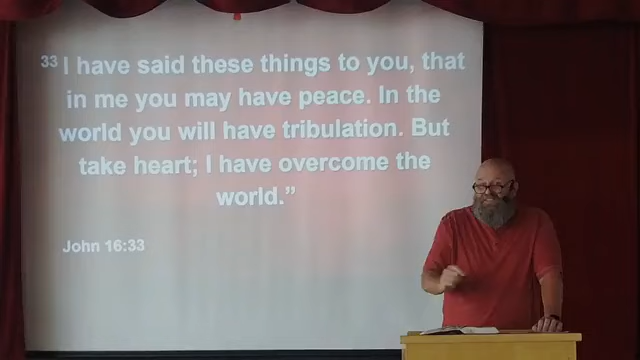 33 I have said these things to you, that
in me you may have peace. In the
world you will have tribulation. But
take heart; I have overcome the
world.”
John 16:33